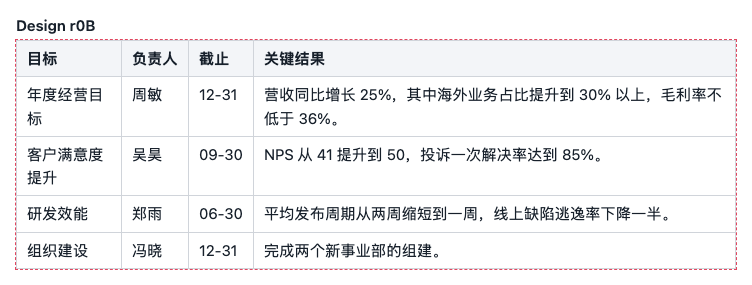 Design r0B
目标 负责人 截止 关键结果
年度经营目 周敏 12-31 营收同比增长 25%，其中海外业务占比提升到 30% 以上，毛利率不
标 低于 36%。
客户满意度 吴昊 09-30 NPS 从 41 提升到 50，投诉一次解决率达到 85%。
提升
研发效能 郑雨 06-30 平均发布周期从两周缩短到一周，线上缺陷逃逸率下降一半。
组织建设 冯晓 12-31 完成两个新事业部的组建。